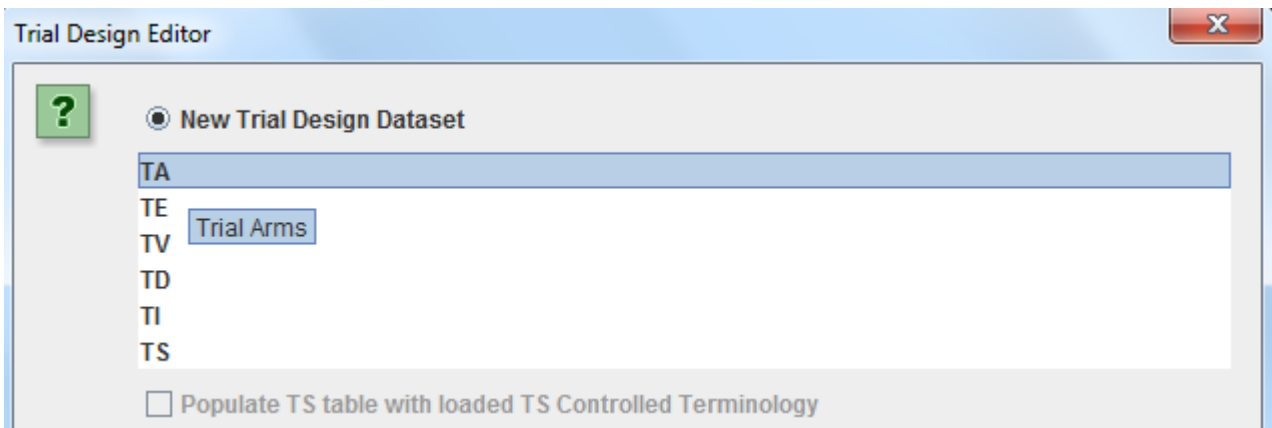 Trial Design Editor
x
?
New Trial Design Dataset
TA
TE
Trial Arms
TV
TD
TI
TS
Populate TS table with loaded TS Controlled Terminology